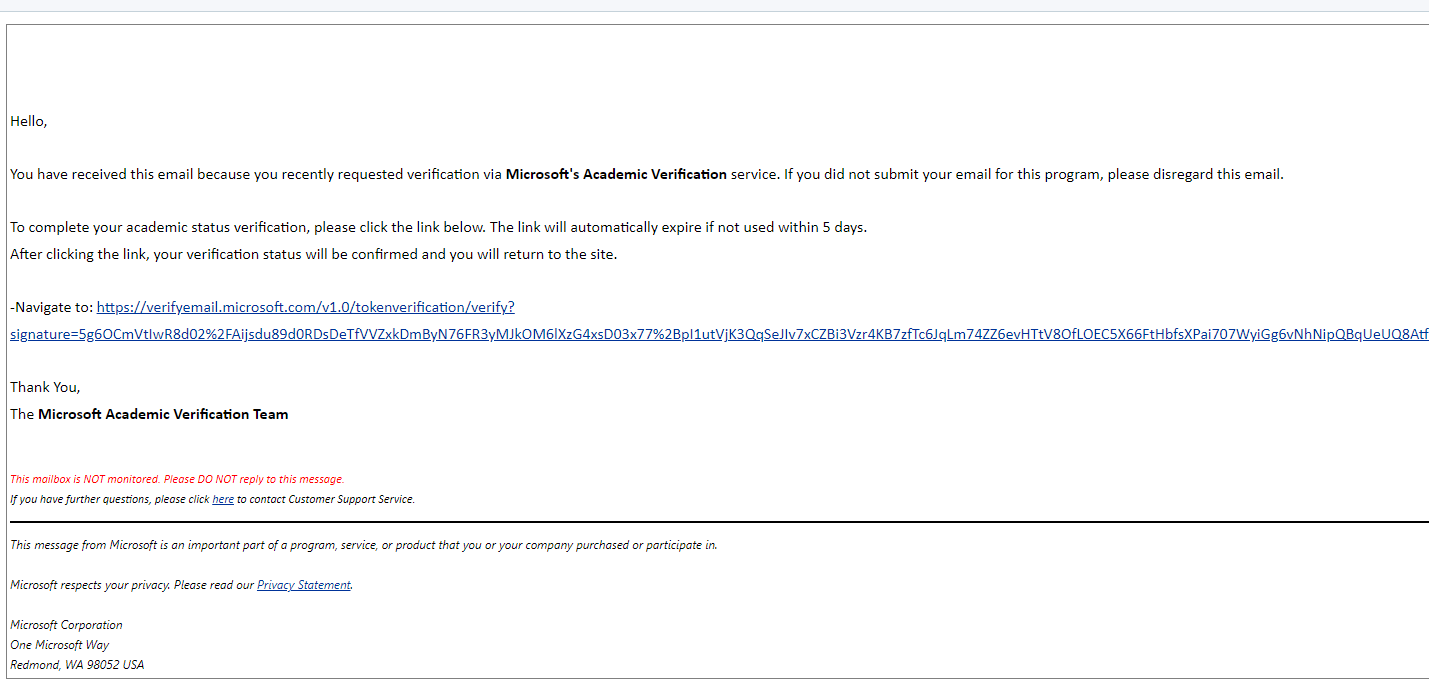 Hello,
You have received this email because you recently requested verification via Microsoft's Academic Verification service. If you did not submit your email for this program, please disregard this email.
To complete your academic status verification, please click the link below. The link will automatically expire if not used within 5 days.
After clicking the link, your verification status will be confirmed and you will return to the site.
-Navigate to: https://verifyemail.microsoft.com/v1.0/tokenverification/verify?
signature=5g6OCmVtIwR8d02%2FAijsdu89d0RDsDeTfVVZxkDmByN76FR3yMJkOM6lXzG4xsD03x77%2BpI1utVjK3QqSeJIv7xCZBi3Vzr4KB7zfTc6JqLm74ZZ6evHTtV8OfLOEC5X66FtHbfsXPai707WyiGg6vNhNipQBqUeUQ8Atf
Thank You,
The Microsoft Academic Verification Team
This mailbox is NOT monitored. Please DO NOT reply to this message.
If you have further questions, please click here to contact Customer Support Service.
This message from Microsoft is an important part of a program, service, or product that you or your company purchased or participate in.
Microsoft respects your privacy. Please read our Privacy Statement.
Microsoft Corporation
One Microsoft Way
Redmond, WA 98052 USA